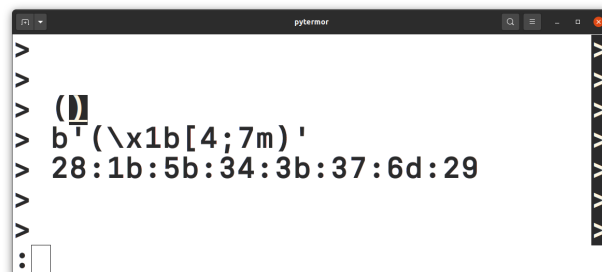 pytermor
>
>
> ()
> b'(\x1b[4;7m)'
> 28:1b:5b:34:3b:37:6d:29
>
>
: